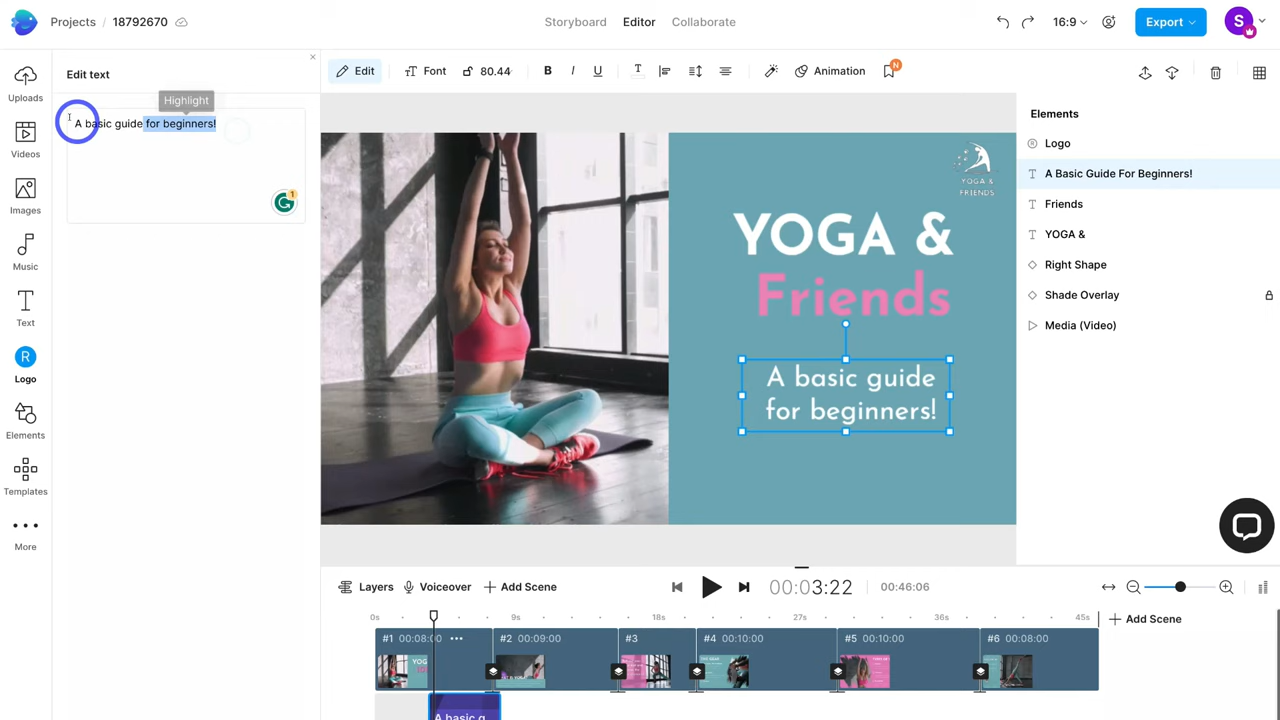 Projects 18792670
Storyboard Editor Collaborate
16:9
Export
S
Edit text
Edit Font 80.44 B I U T Animation N
Highlight
A basic guide for beginners!
1
Uploads
Videos
Images
Music
Text
R
Logo
Elements
Templates
More
YOGA &
FRIENDS
YOGA &
Friends
A basic guide
for beginners!
Elements
Logo
A Basic Guide For Beginners!
Friends
YOGA &
Right Shape
Shade Overlay
Media (Video)
Layers Voiceover Add Scene
00:03:22 00:46:06
0s 9s 18s 27s 36s 45s
#1 00:08:00 #2 00:09:00 #3 #4 00:10:00 #5 00:10:00 #6 00:08:00
Add Scene
A basic g